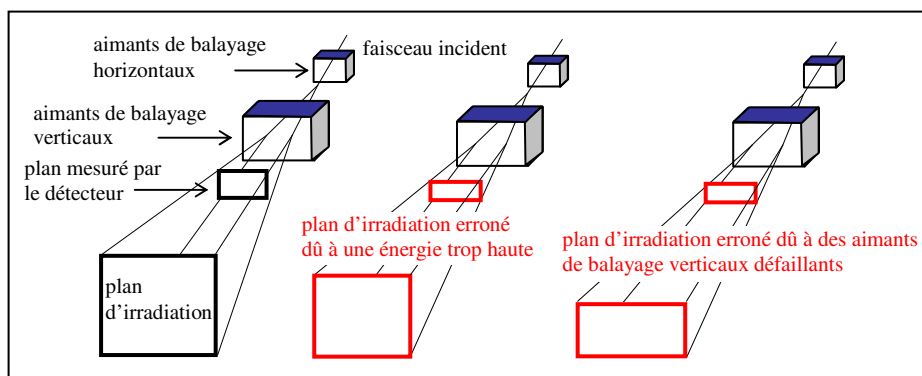 aimants de balayage
horizontaux
faisceau incident
aimants de balayage
verticaux
plan mesuré par
le détecteur
plan
d’irradiation
plan d’irradiation erroné
dû à une énergie trop haute
plan d’irradiation erroné dû à des aimants
de balayage verticaux défaillants